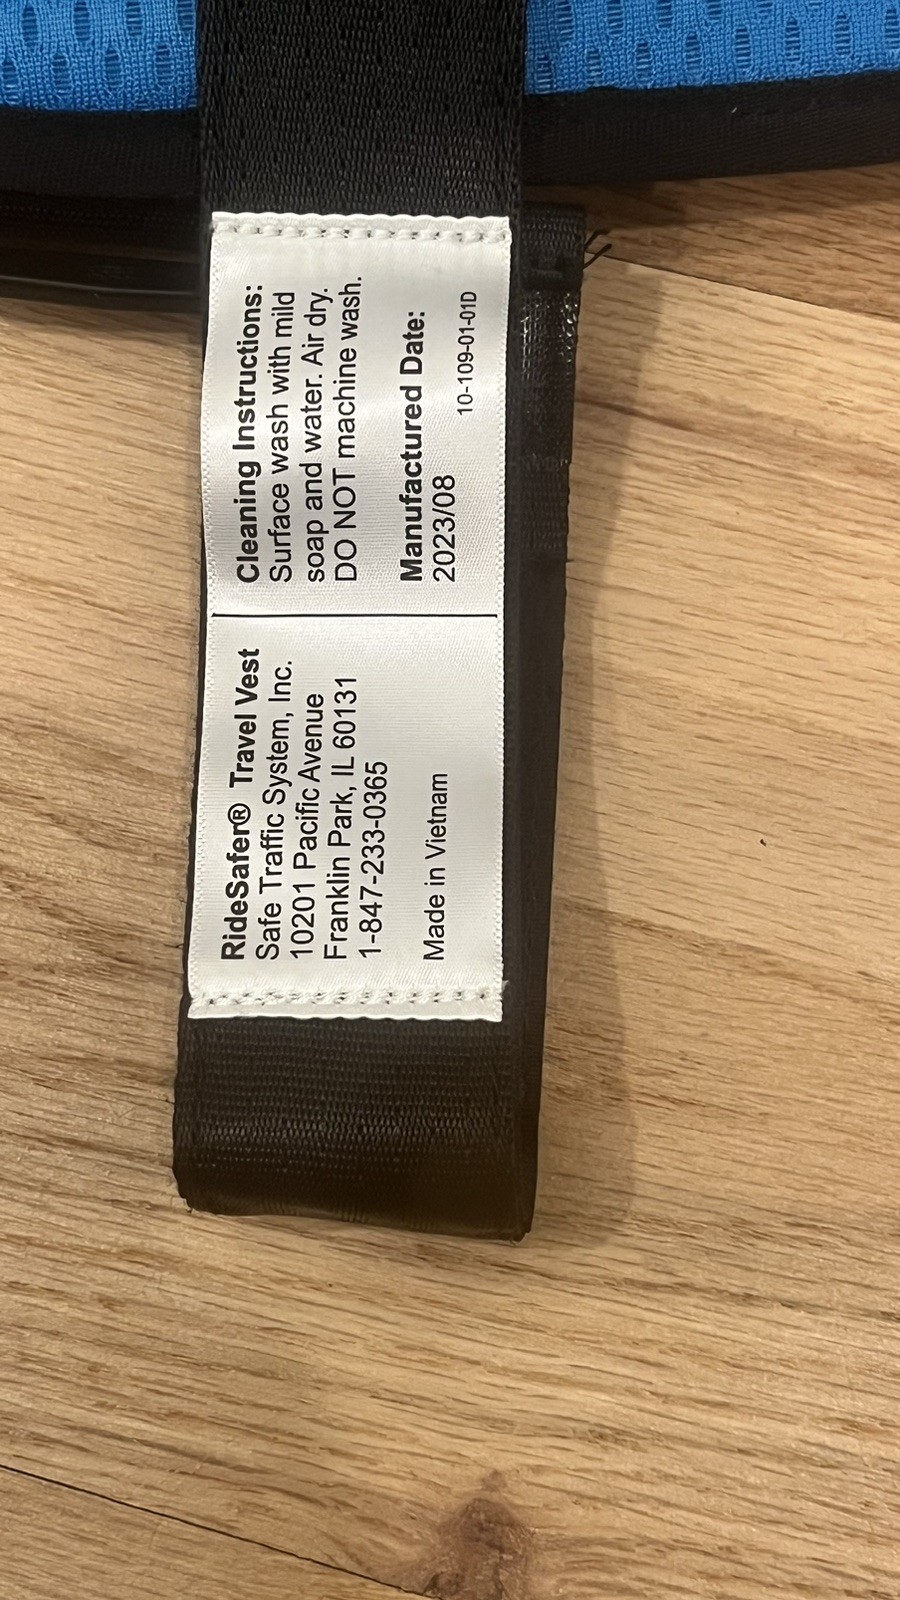 RideSafer® Travel Vest
Safe Traffic System, Inc.
10201 Pacific Avenue
Franklin Park, IL 60131
1-847-233-0365
Made in Vietnam
Cleaning Instructions:
Surface wash with mild
soap and water. Air dry.
DO NOT machine wash.
Manufactured Date:
2023/08
10-109-01-01D